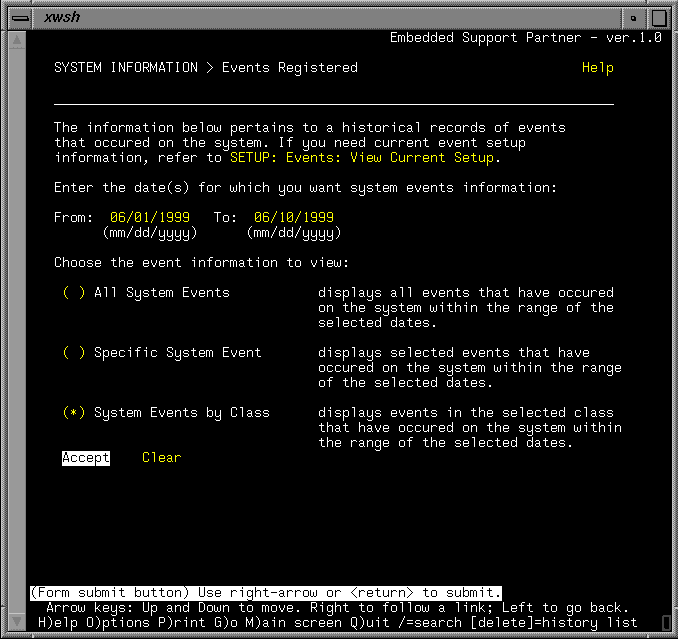 xwsh
Embedded Support Partner - ver.1.0
SYSTEM INFORMATION > Events Registered Help
The information below pertains to a historical records of events
that occured on the system. If you need current event setup
information, refer to SETUP: Events: View Current Setup.
Enter the date(s) for which you want system events information:
From: 06/01/1999 To: 06/10/1999
(mm/dd/yyyy) (mm/dd/yyyy)
Choose the event information to view:
( ) All System Events displays all events that have occured
on the system within the range of the
selected dates.
( ) Specific System Event displays selected events that have
occured on the system within the range
of the selected dates.
(*) System Events by Class displays events in the selected class
that have occured on the system within
the range of the selected dates.
Accept Clear
(Form submit button) Use right-arrow or <return> to submit.
Arrow keys: Up and Down to move. Right to follow a link; Left to go back.
H)elp O)ptions P)rint G)o M)ain screen Q)uit /=search [delete]=history list